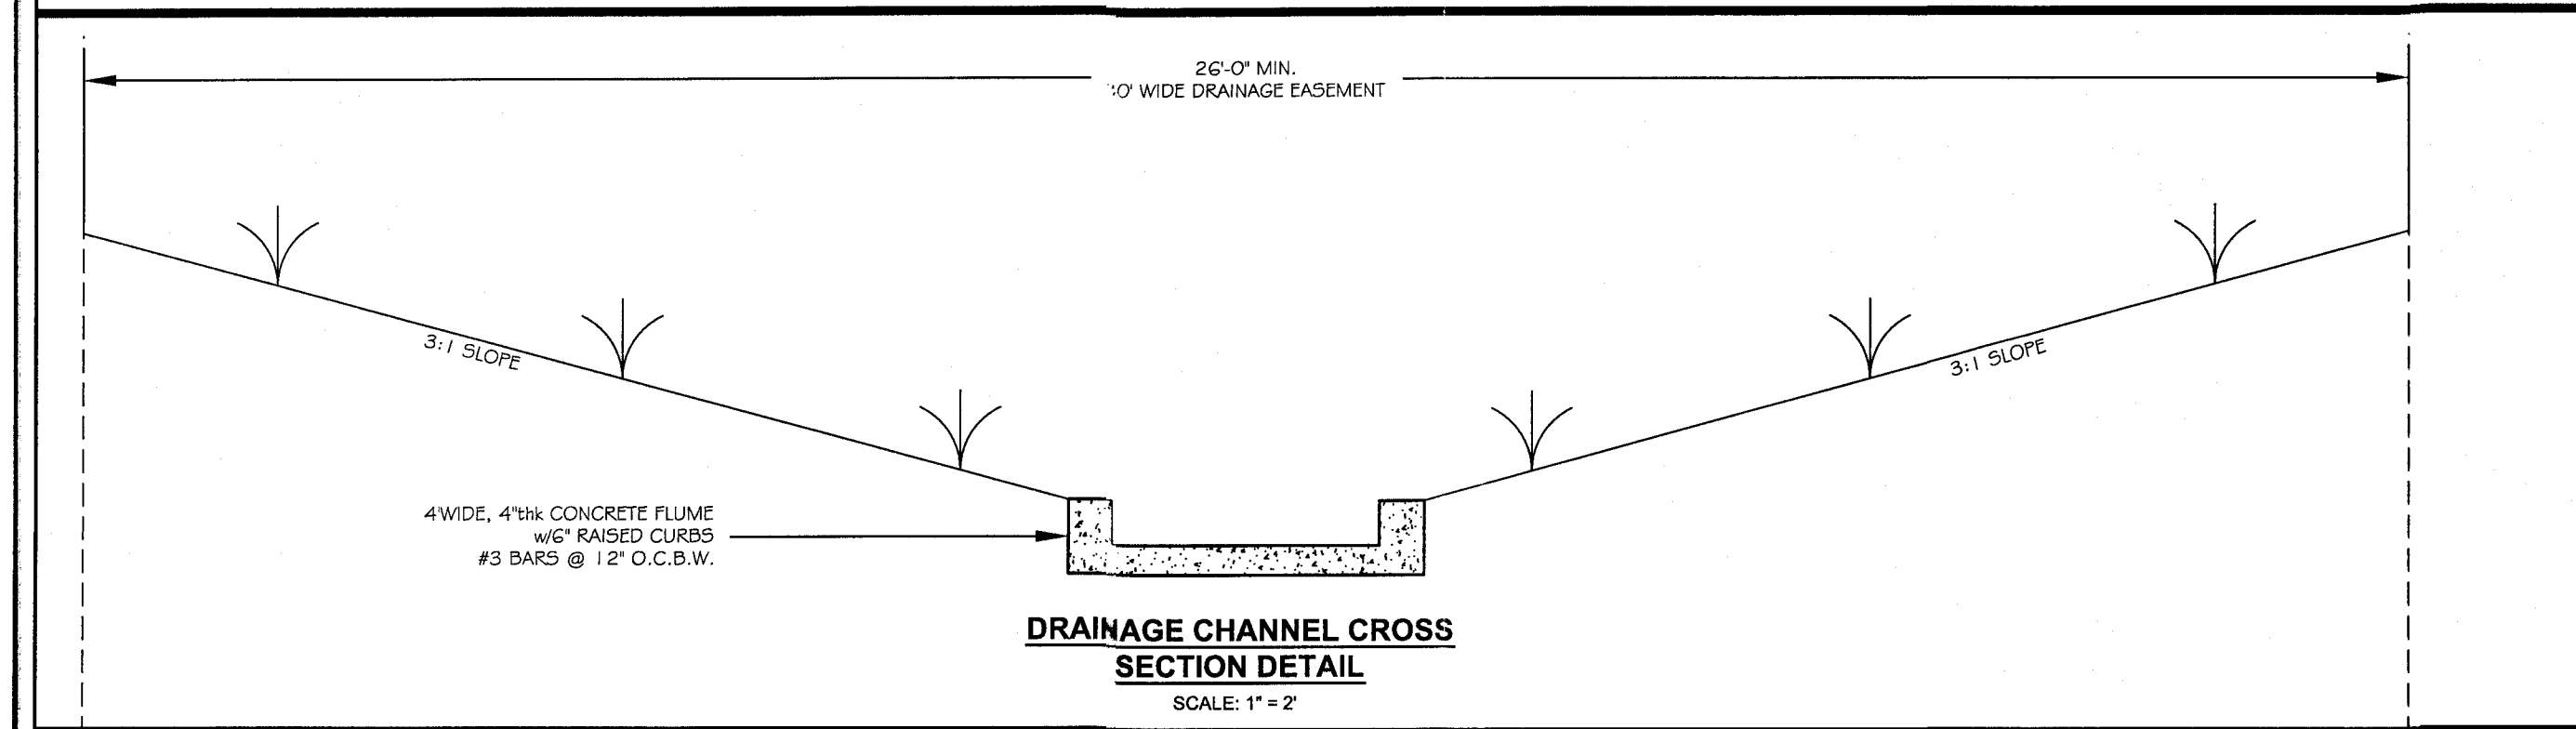 26'-0" MIN.
0' WIDE DRAINAGE EASEMENT
3:1 SLOPE
3:1 SLOPE
4'WIDE, 4"thk CONCRETE FLUME
w/6" RAISED CURBS
#3 BARS @ 12" O.C.B.W.
DRAINAGE CHANNEL CROSS
SECTION DETAIL
SCALE: 1" = 2'